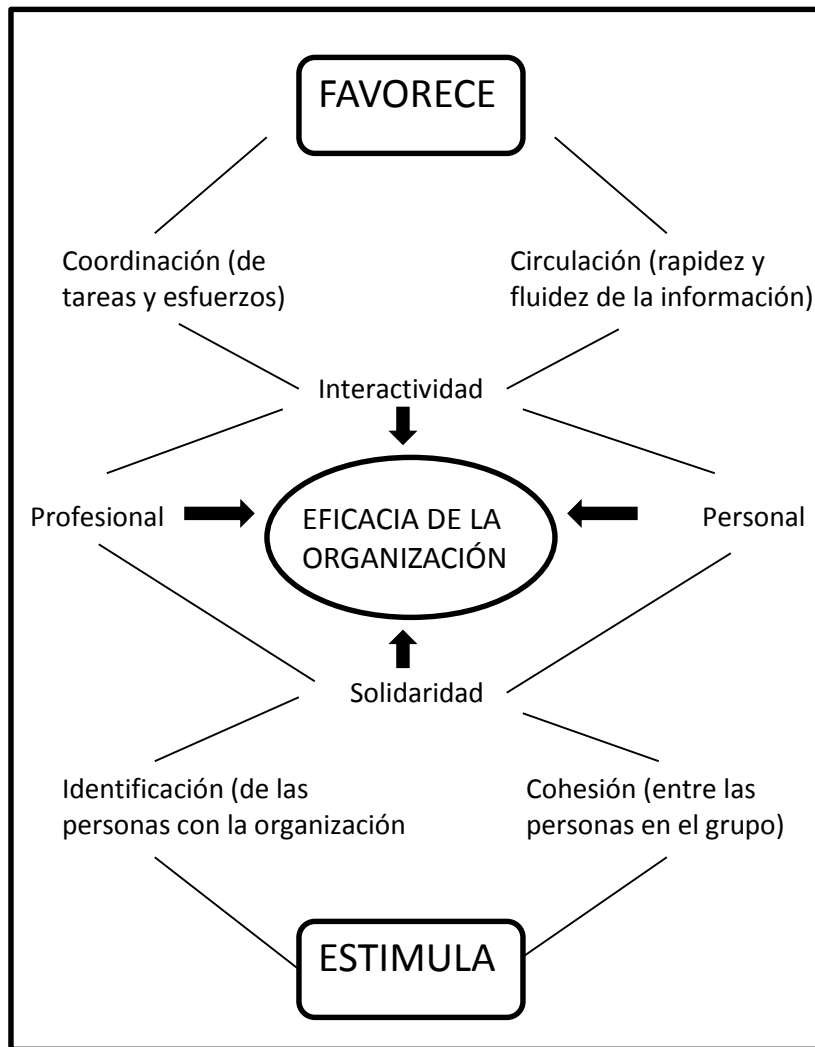 FAVORECE
Coordinación (de
tareas y esfuerzos)
Circulación (rapidez y
fluidez de la información)
Interactividad
Profesional
EFICACIA DE LA
ORGANIZACIÓN
Personal
Solidaridad
Identificación (de las
personas con la organización
Cohesión (entre las
personas en el grupo)
ESTIMULA